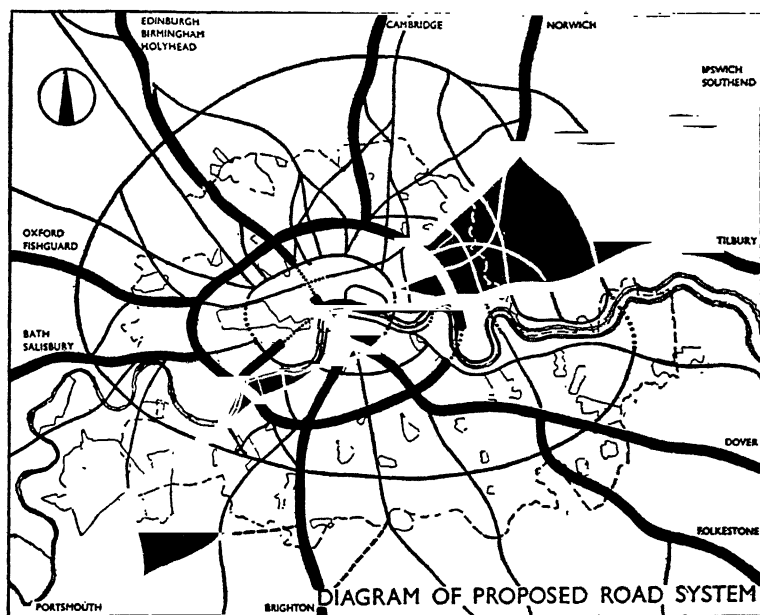 EDINBURGH
BIRMINGHAM
HOLYHEAD
CAMBRIDGE
NORWICH
IPSWICH
SOUTHEND
OXFORD
FISHGUARD
TILBURY
BATH
SALISBURY
DOVER
FOLKESTONE
PORTSMOUTH
BRIGHTON
DIAGRAM OF PROPOSED ROAD SYSTEM